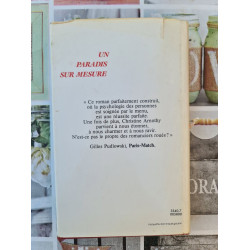 UN
PARADIS
SUR MESURE
« Ce roman parfaitement construit,
où la psychologie des personnages
est soignée par le menu,
est une réussite parfaite.
Une fois de plus, Christine Arnothy
parvient à nous étonner,
à nous charmer et à nous ravir.
N'est-ce pas le propre des romanciers roués? »
Gilles Pudlowski, Paris-Match.